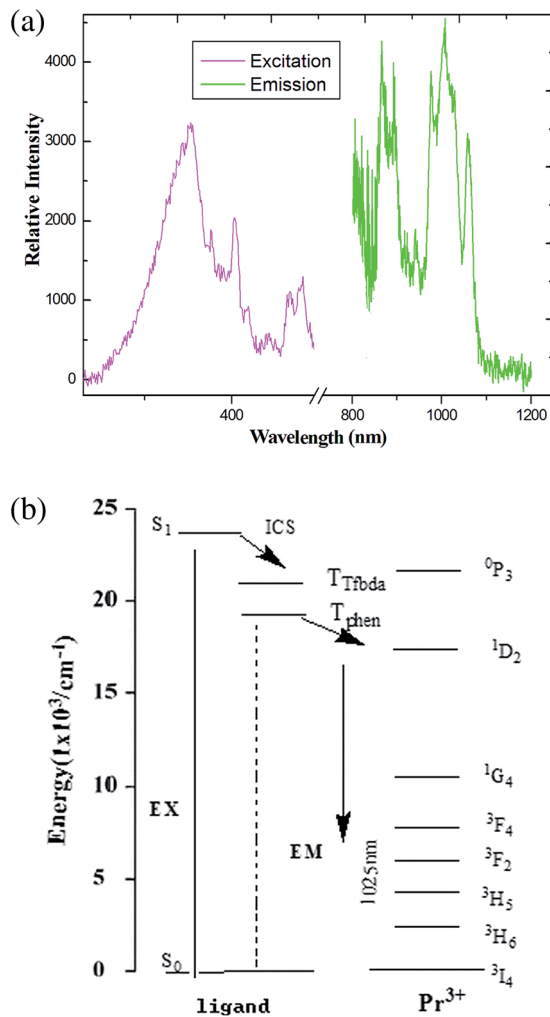 (a)
Excitation
Emission
Relative Intensity
4000
3000
2000
1000
0
400
800
1000
1200
Wavelength (nm)
(b)
Energy(1x10³/cm⁻¹)
25
20
15
10
5
0
S₁
ICS
T_Tfbda
T_phen
EX
EM
1025nm
S₀
ligand
⁰P₃
¹D₂
¹G₄
³F₄
³F₂
³H₅
³H₆
³I₄
Pr³⁺